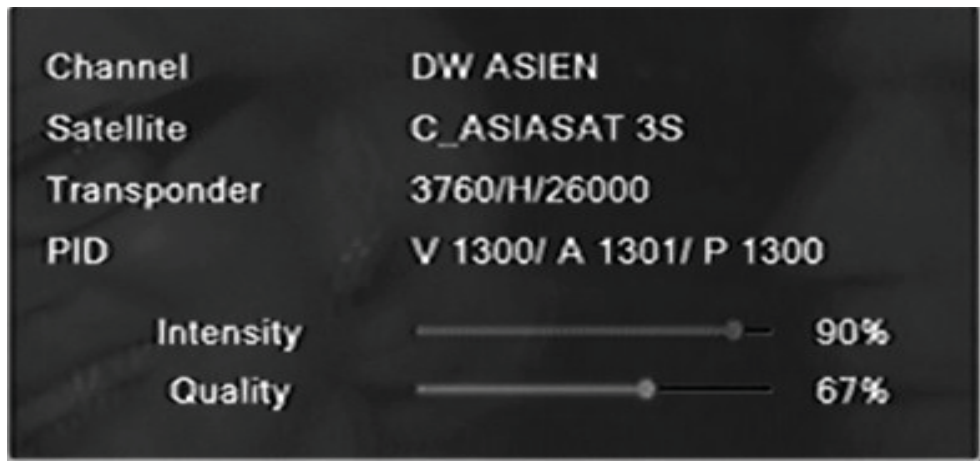 Channel DW ASIEN
Satellite C_ASIASAT 3S
Transponder 3760/H/26000
PID V 1300/ A 1301/ P 1300
Intensity 90%
Quality 67%